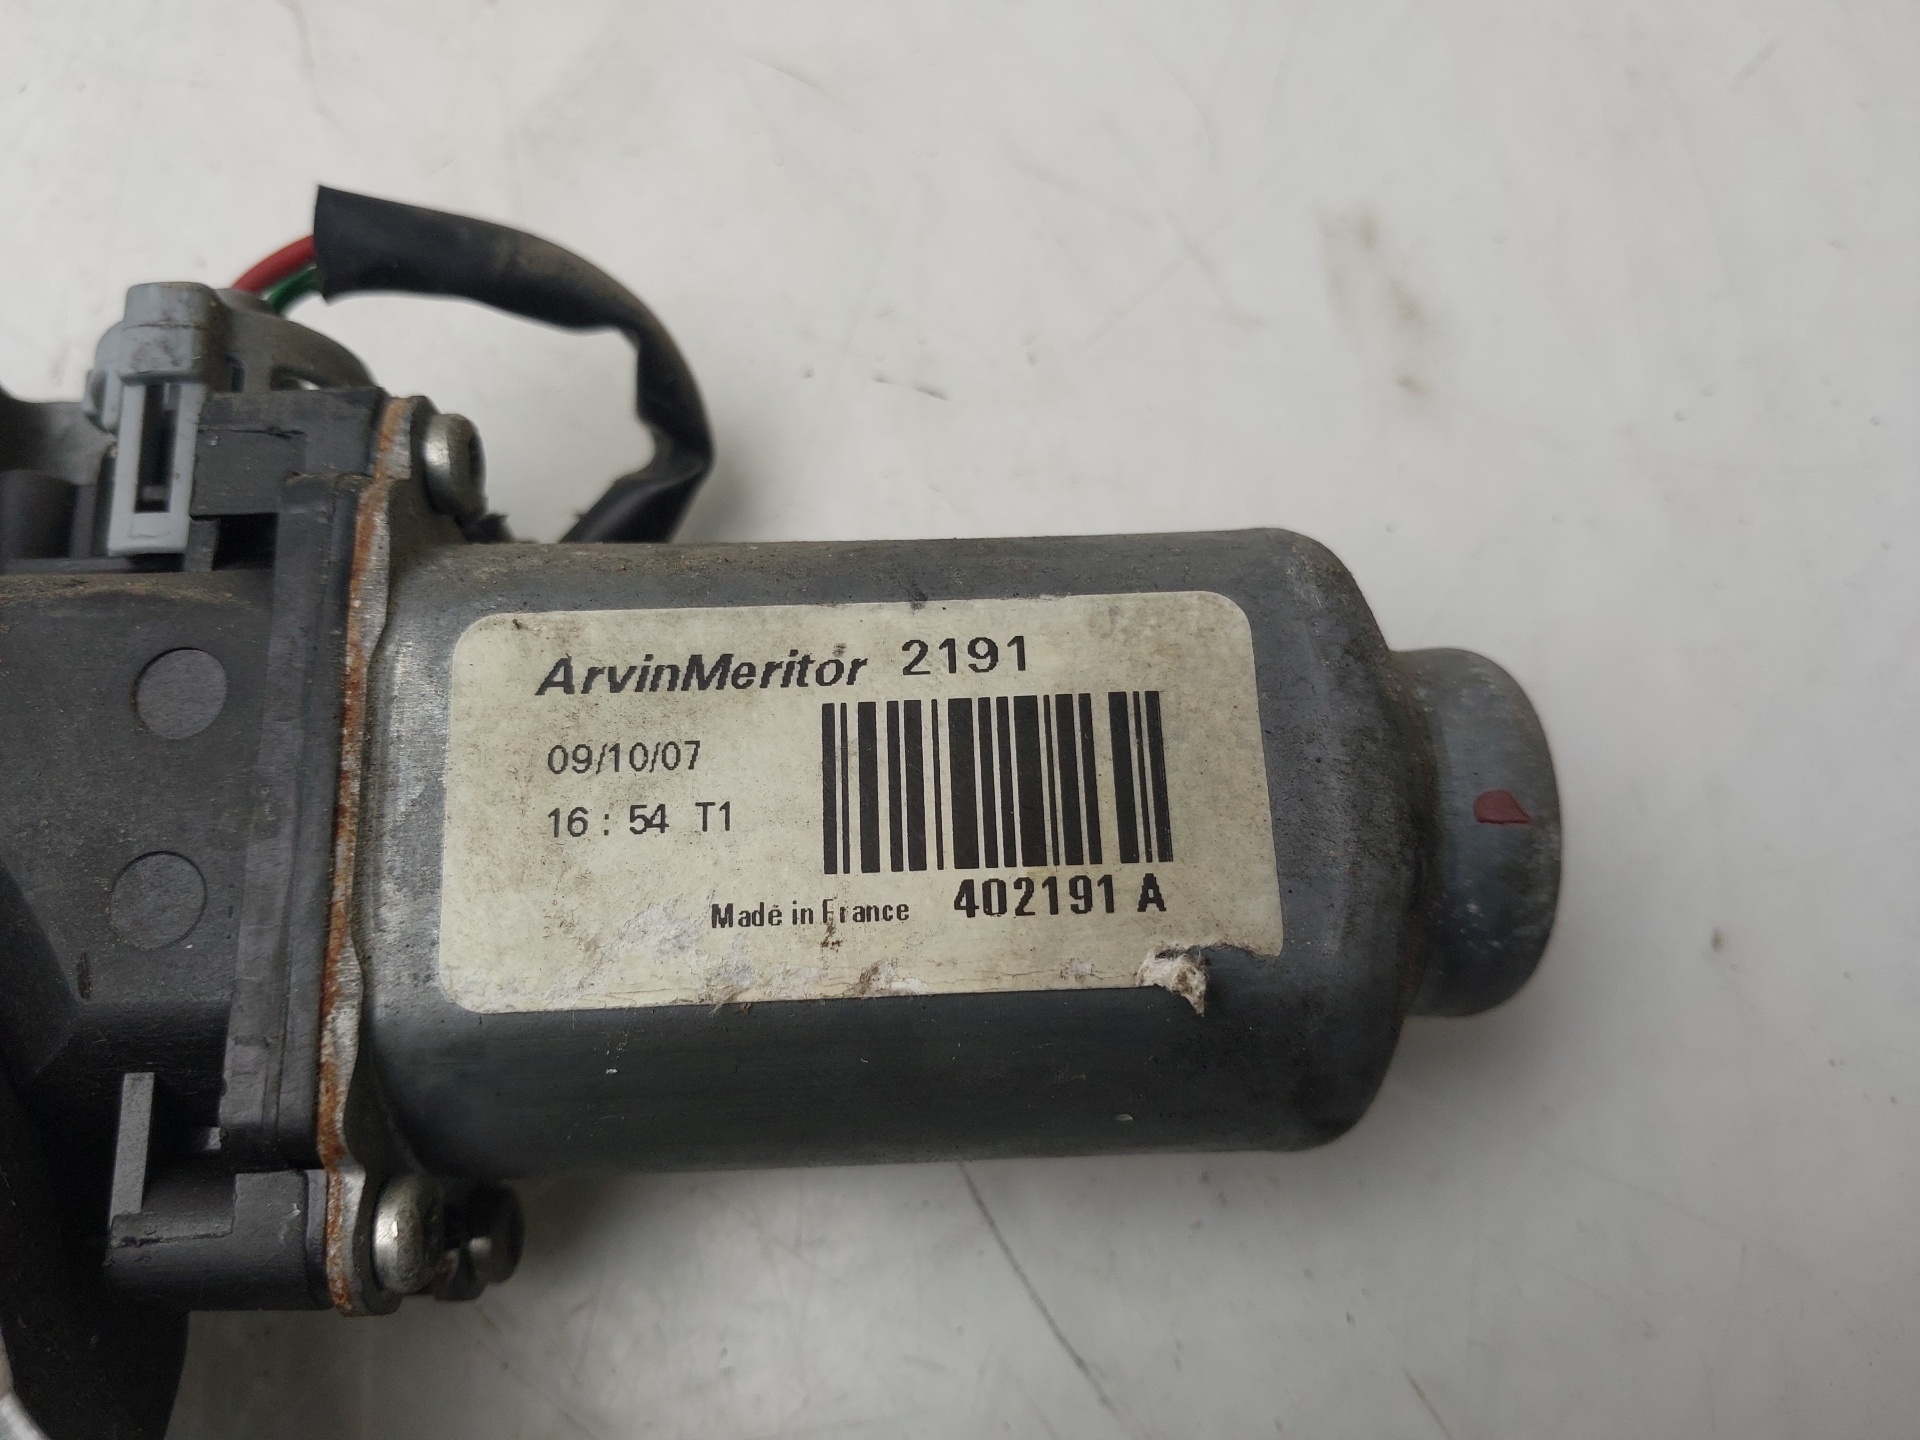 ArvinMeritor 2191
09/10/07
16 : 54 T1
Made in France 402191 A